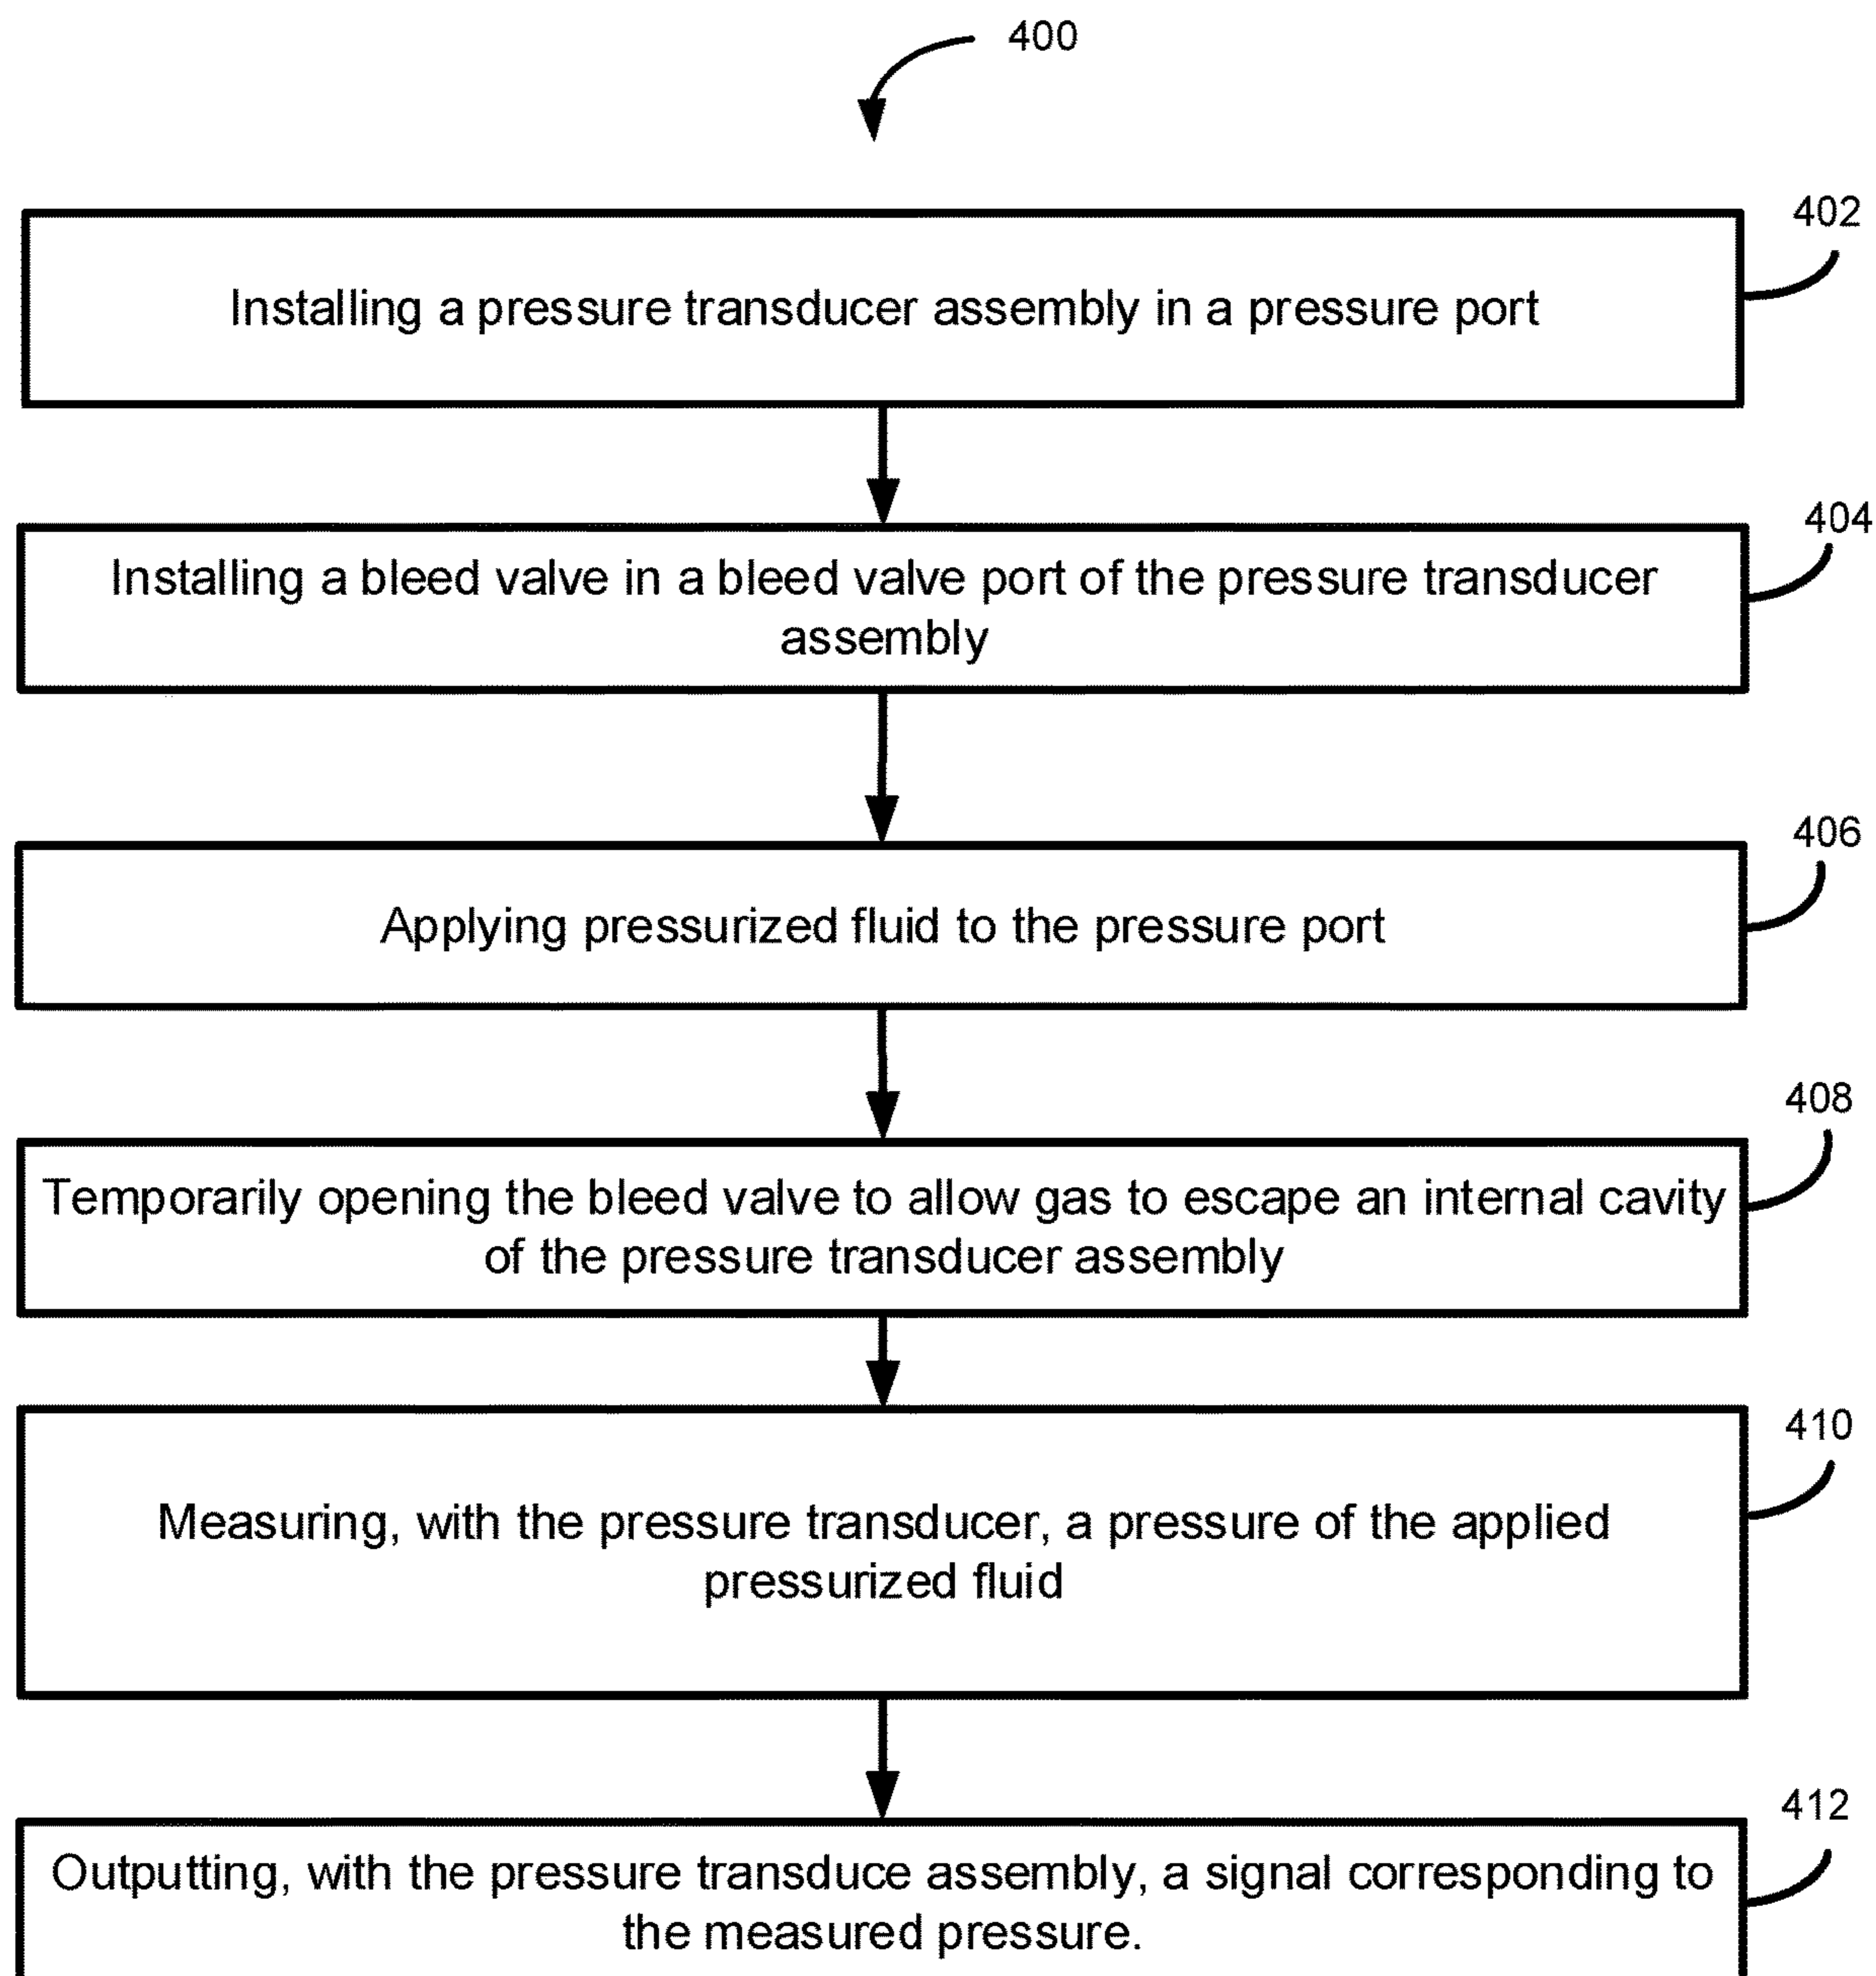 400
402
Installing a pressure transducer assembly in a pressure port
404
Installing a bleed valve in a bleed valve port of the pressure transducer
assembly
406
Applying pressurized fluid to the pressure port
408
Temporarily opening the bleed valve to allow gas to escape an internal cavity
of the pressure transducer assembly
410
Measuring, with the pressure transducer, a pressure of the applied
pressurized fluid
412
Outputting, with the pressure transduce assembly, a signal corresponding to
the measured pressure.